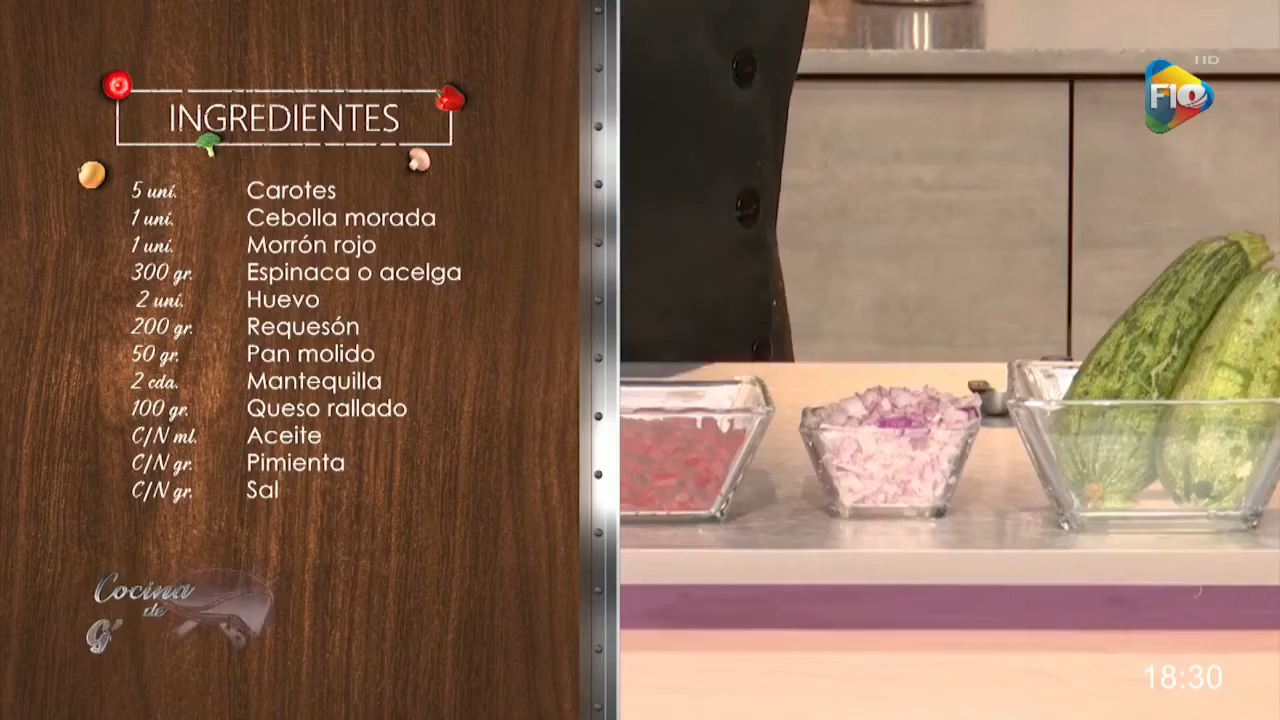 INGREDIENTES
5 uni. Carotes
1 uni. Cebolla morada
1 uni. Morrón rojo
300 gr. Espinaca o acelga
2 uni. Huevo
200 gr. Requesón
50 gr. Pan molido
2 cda. Mantequilla
100 gr. Queso rallado
C/N ml. Aceite
C/N gr. Pimienta
C/N gr. Sal
Cocina
de
HD
F10
18:30